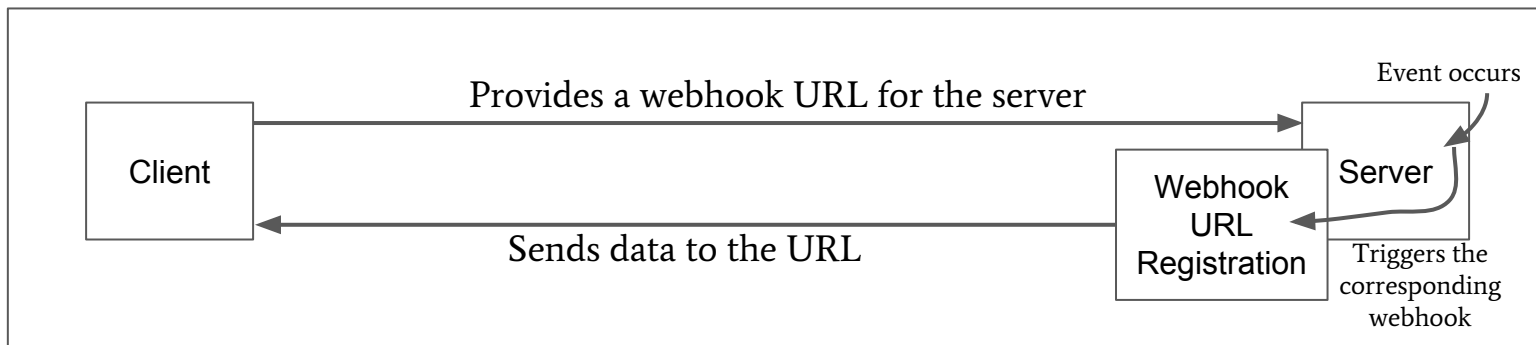 Event occurs
Provides a webhook URL for the server
Client
Server
Webhook
URL
Registration
Sends data to the URL
Triggers the
corresponding
webhook